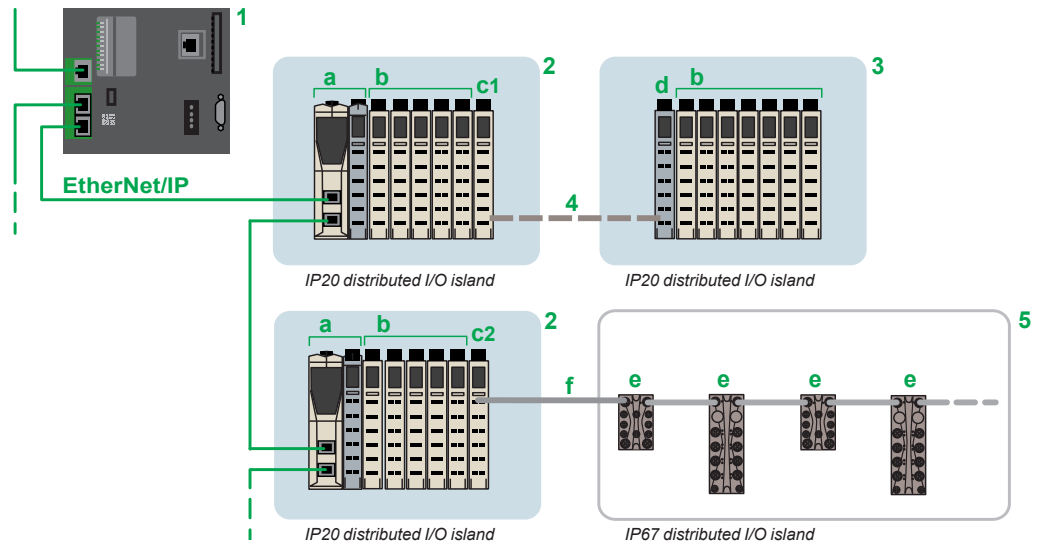 1
a b c1 2
d b 3
EtherNet/IP
4
IP20 distributed I/O island
IP20 distributed I/O island
a b c2 2
f
e e e e 5
IP20 distributed I/O island
IP67 distributed I/O island